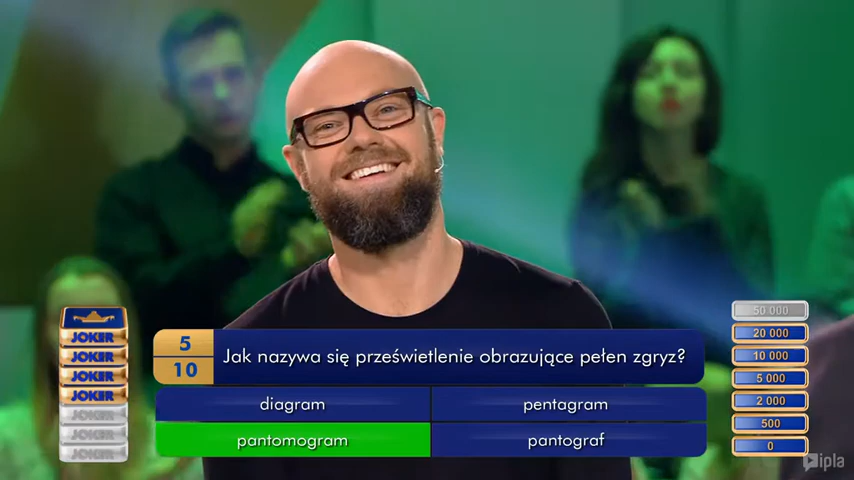 JOKER
JOKER
JOKER
JOKER
JOKER
JOKER
JOKER
5
10
Jak nazywa się prześwietlenie obrazujące pełen zgryz?
diagram
pentagram
pantomogram
pantograf
50 000
20 000
10 000
5 000
2 000
500
0
ipla